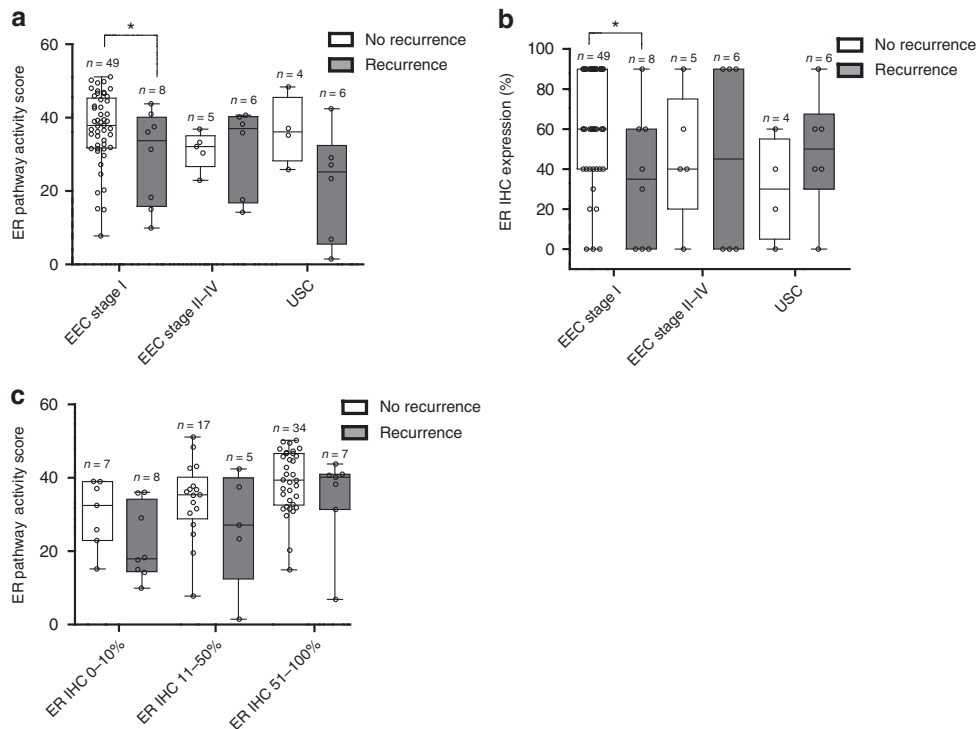 a
*
No recurrence
Recurrence
ER pathway activity score
60
40
20
0
n = 49
n = 8
n = 5
n = 6
n = 4
n = 6
EEC stage I
EEC stage II–IV
USC
b
*
No recurrence
Recurrence
ER IHC expression (%)
100
80
60
40
20
0
n = 49
n = 8
n = 5
n = 6
n = 4
n = 6
EEC stage I
EEC stage II–IV
USC
c
No recurrence
Recurrence
ER pathway activity score
60
40
20
0
n = 7
n = 8
n = 17
n = 5
n = 34
n = 7
ER IHC 0–10%
ER IHC 11–50%
ER IHC 51–100%